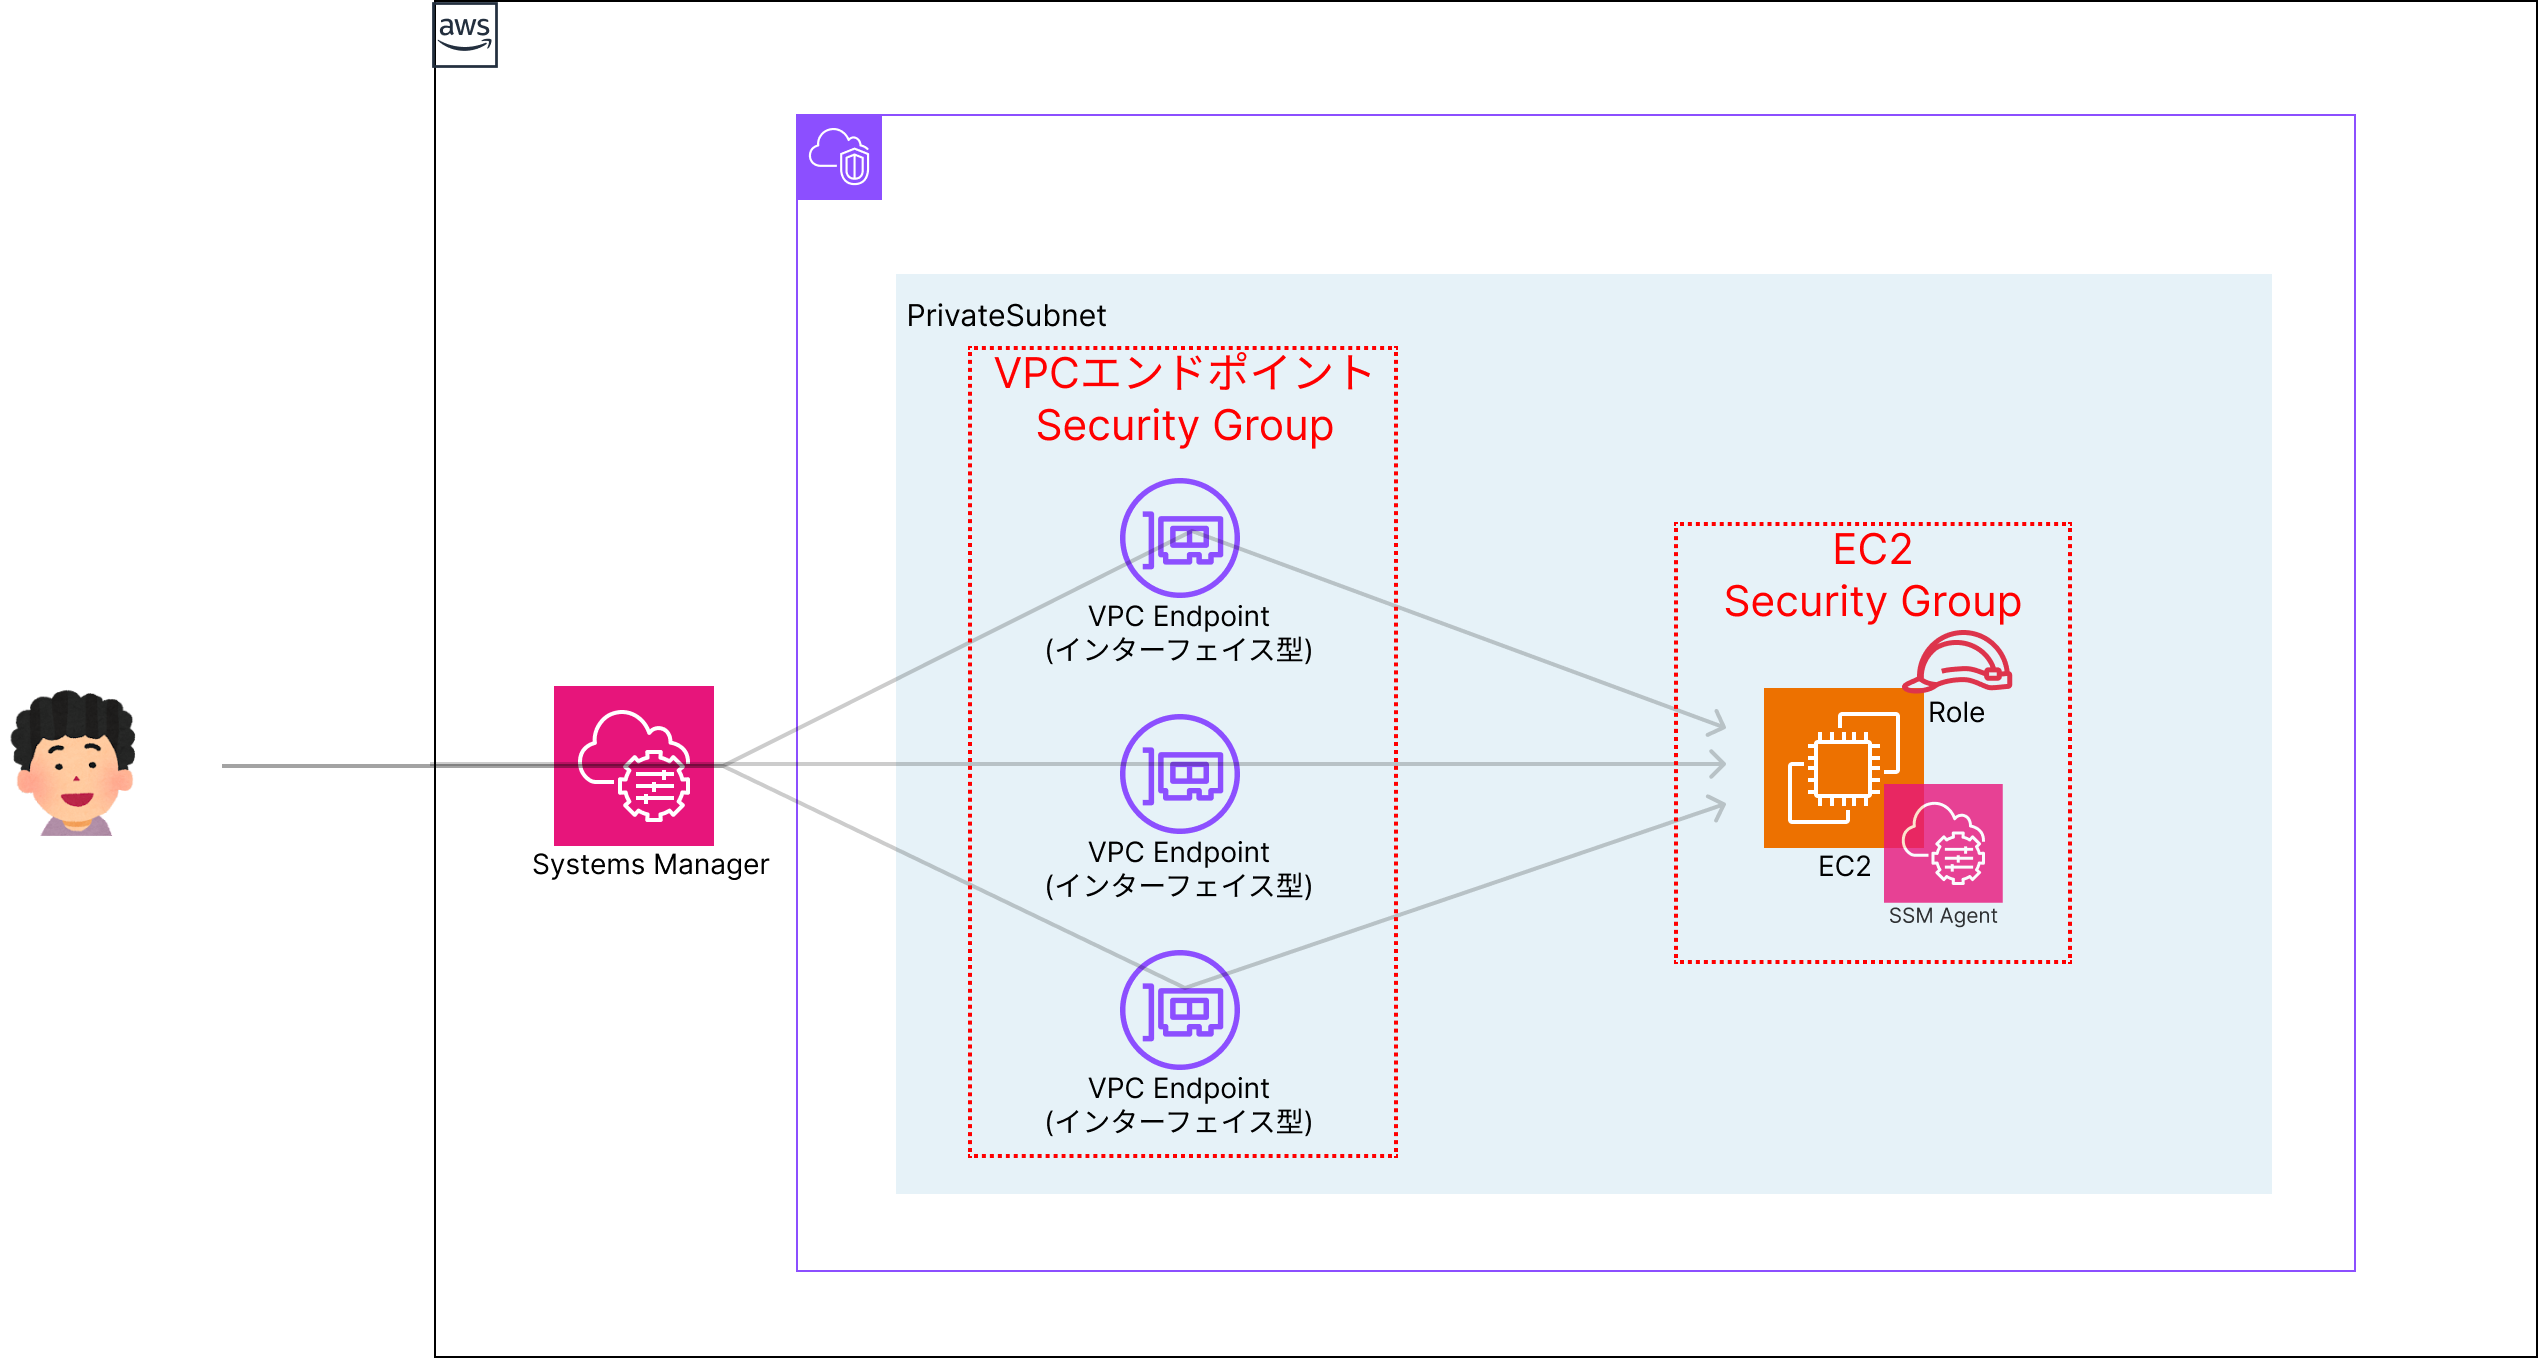 aws
PrivateSubnet
VPCエンドポイント
Security Group
VPC Endpoint
(インターフェイス型)
VPC Endpoint
(インターフェイス型)
VPC Endpoint
(インターフェイス型)
Systems Manager
EC2
Security Group
Role
EC2
SSM Agent